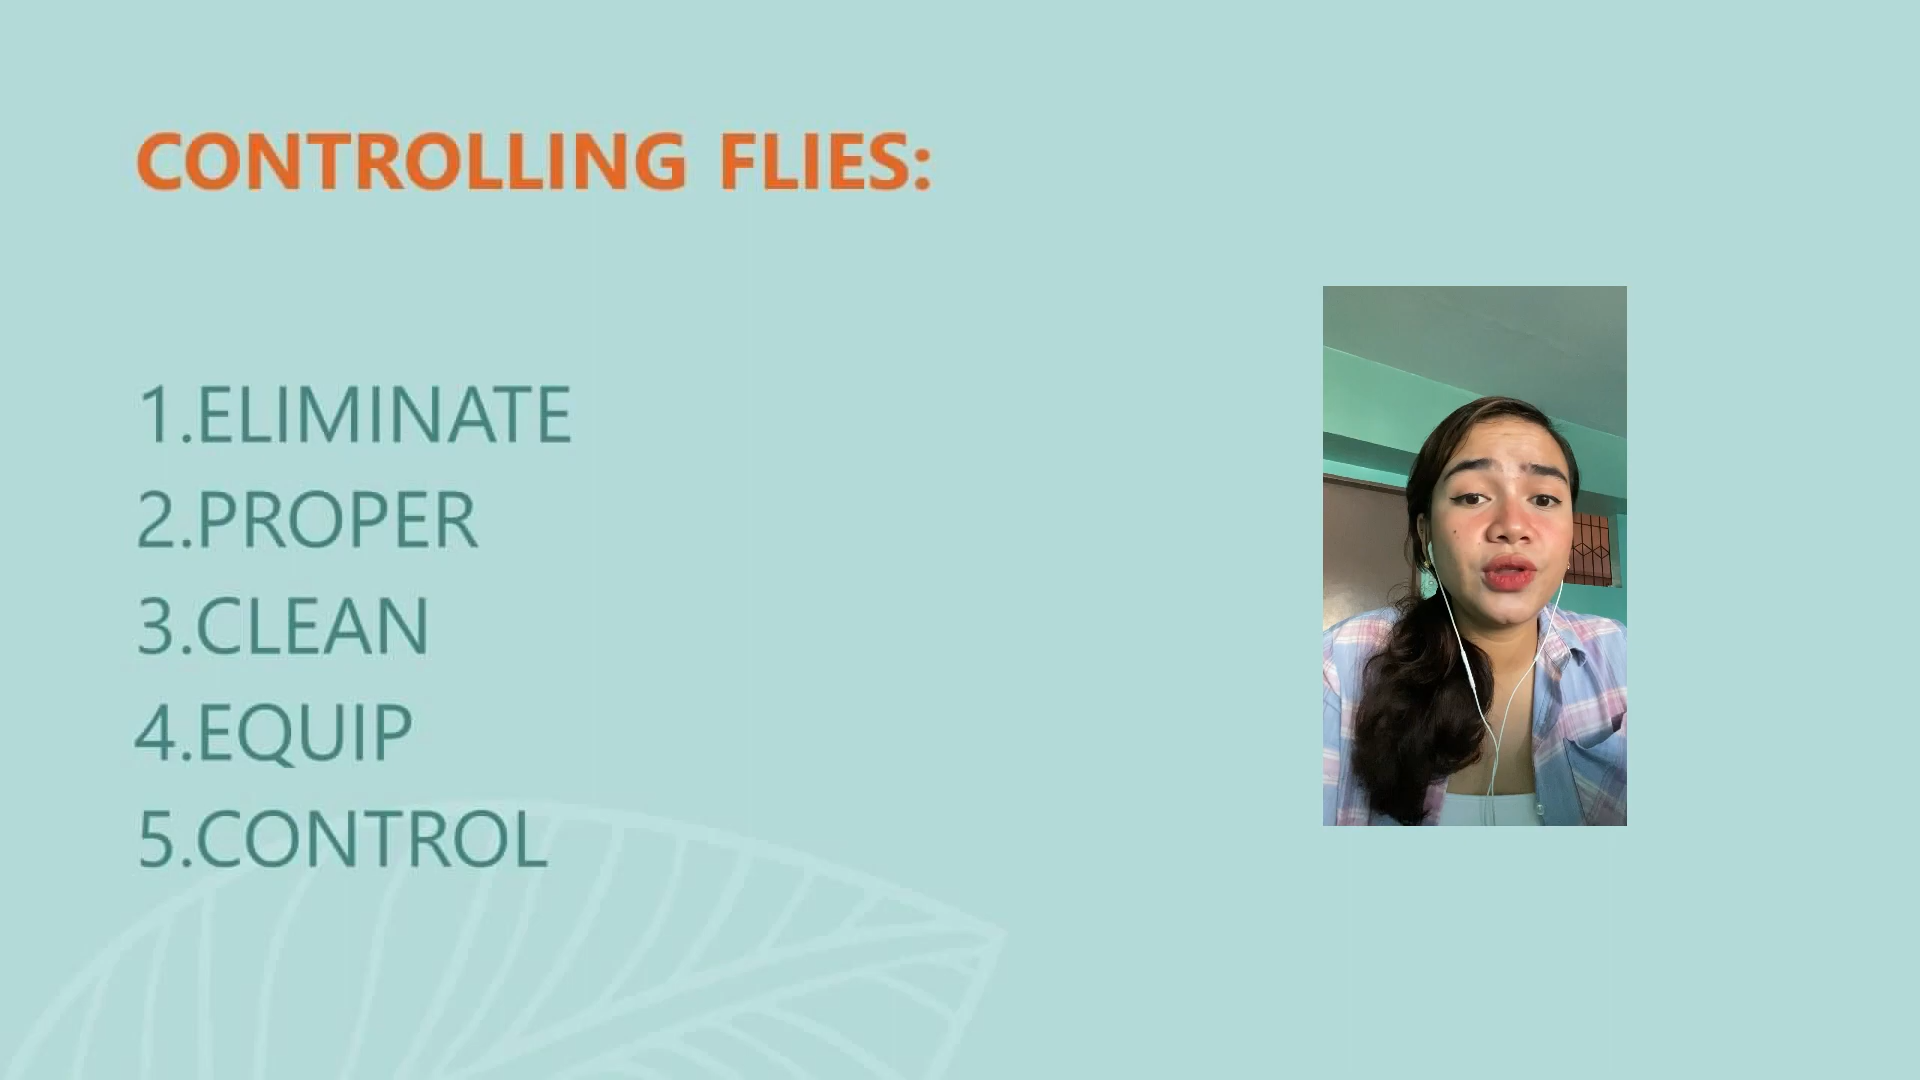 CONTROLLING FLIES:
1.ELIMINATE
2.PROPER
3.CLEAN
4.EQUIP
5.CONTROL